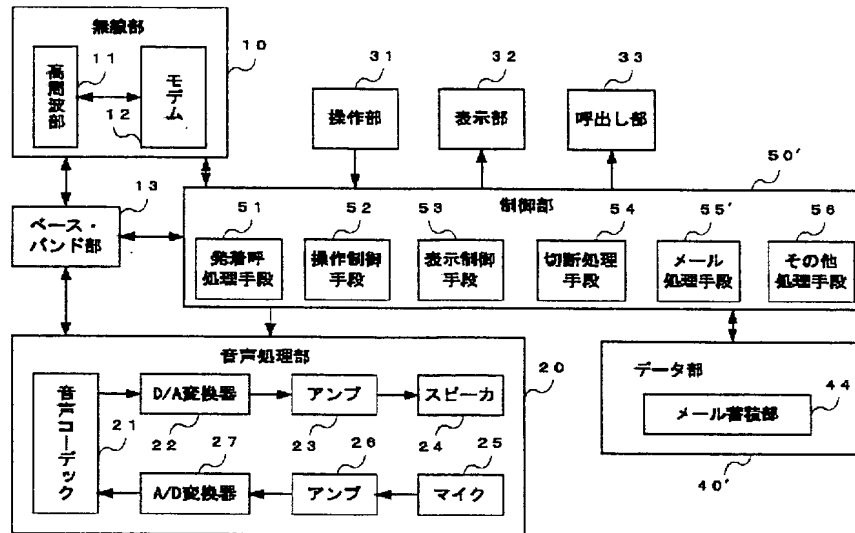 無線部
10
11
高周波部
モデム
12
31
32
33
操作部
表示部
呼出し部
50'
13
ベース・
バンド部
制御部
51
52
53
54
55'
56
発着呼
処理手段
操作制御
手段
表示制御
手段
切断処理
手段
メール
処理手段
その他
処理手段
音声処理部
20
音声コーデック
21
D/A変換器
22
アンプ
23
スピーカ
24
27
A/D変換器
26
アンプ
25
マイク
データ部
メール蓄積部
44
40'